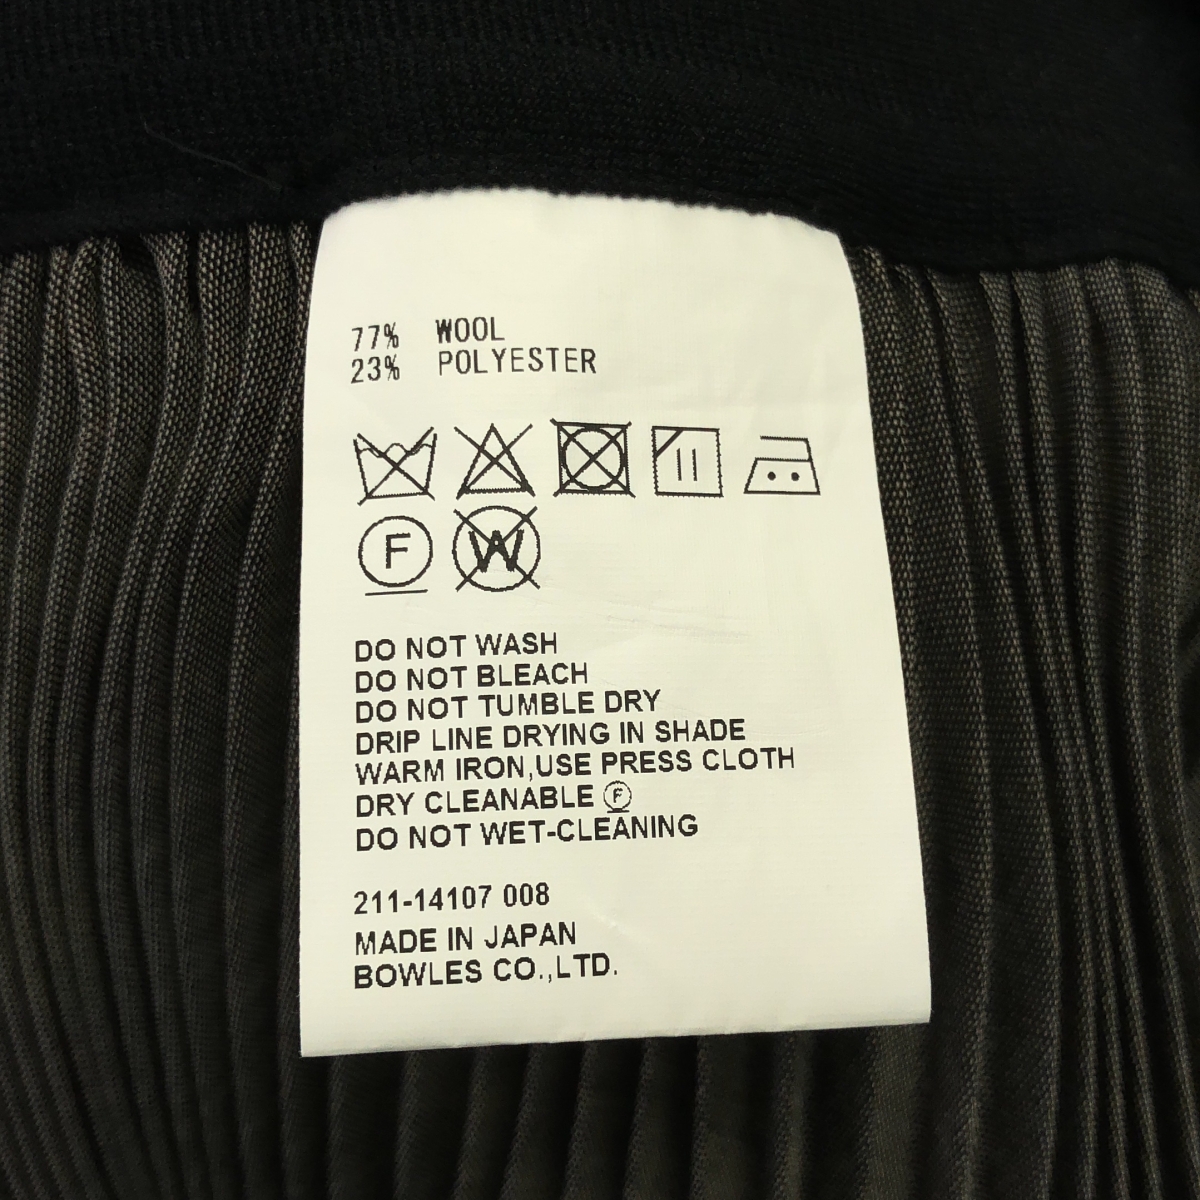 77% WOOL
23% POLYESTER
F W
DO NOT WASH
DO NOT BLEACH
DO NOT TUMBLE DRY
DRIP LINE DRYING IN SHADE
WARM IRON,USE PRESS CLOTH
DRY CLEANABLE Ⓕ
DO NOT WET-CLEANING
211-14107 008
MADE IN JAPAN
BOWLES CO.,LTD.